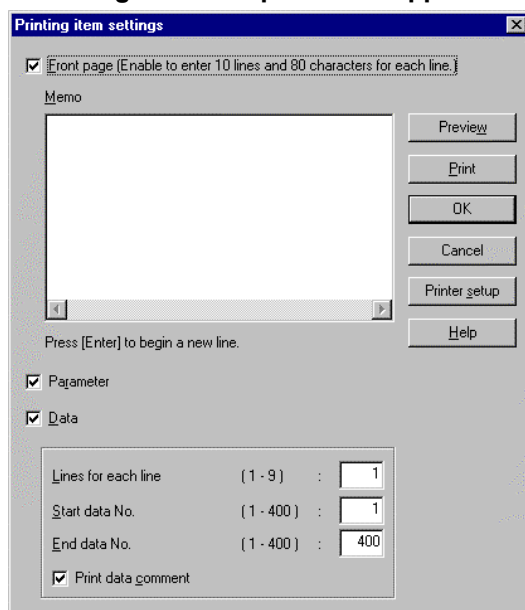 Printing item settings
Front page (Enable to enter 10 lines and 80 characters for each line.)
Memo
Preview
Print
OK
Cancel
Printer setup
Help
Press [Enter] to begin a new line.
Parameter
Data
Lines for each line ( 1 - 9 ) : 1
Start data No. ( 1 - 400 ) : 1
End data No. ( 1 - 400 ) : 400
Print data comment